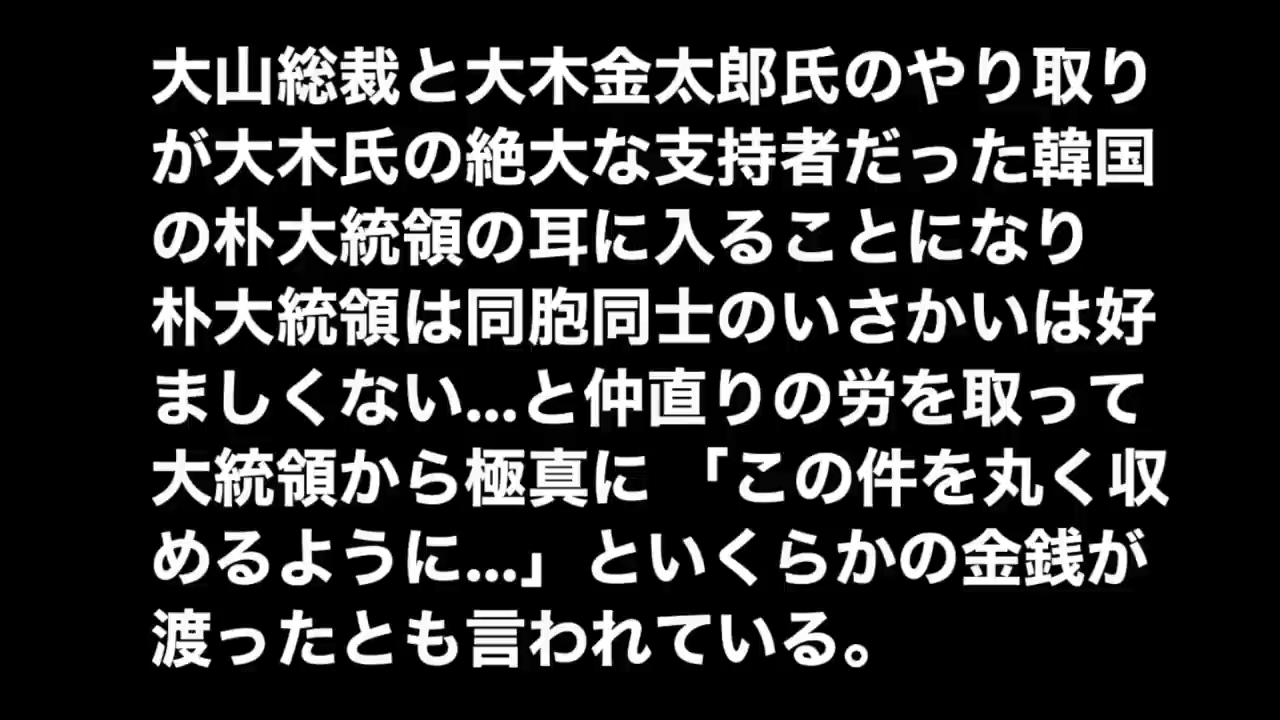 大山総裁と大木金太郎氏のやり取り
が大木氏の絶大な支持者だった韓国
の朴大統領の耳に入ることになり
朴大統領は同胞同士のいさかいは好
ましくない...と仲直りの労を取って
大統領から極真に 「この件を丸く収
めるように...」といくらかの金銭が
渡ったとも言われている。